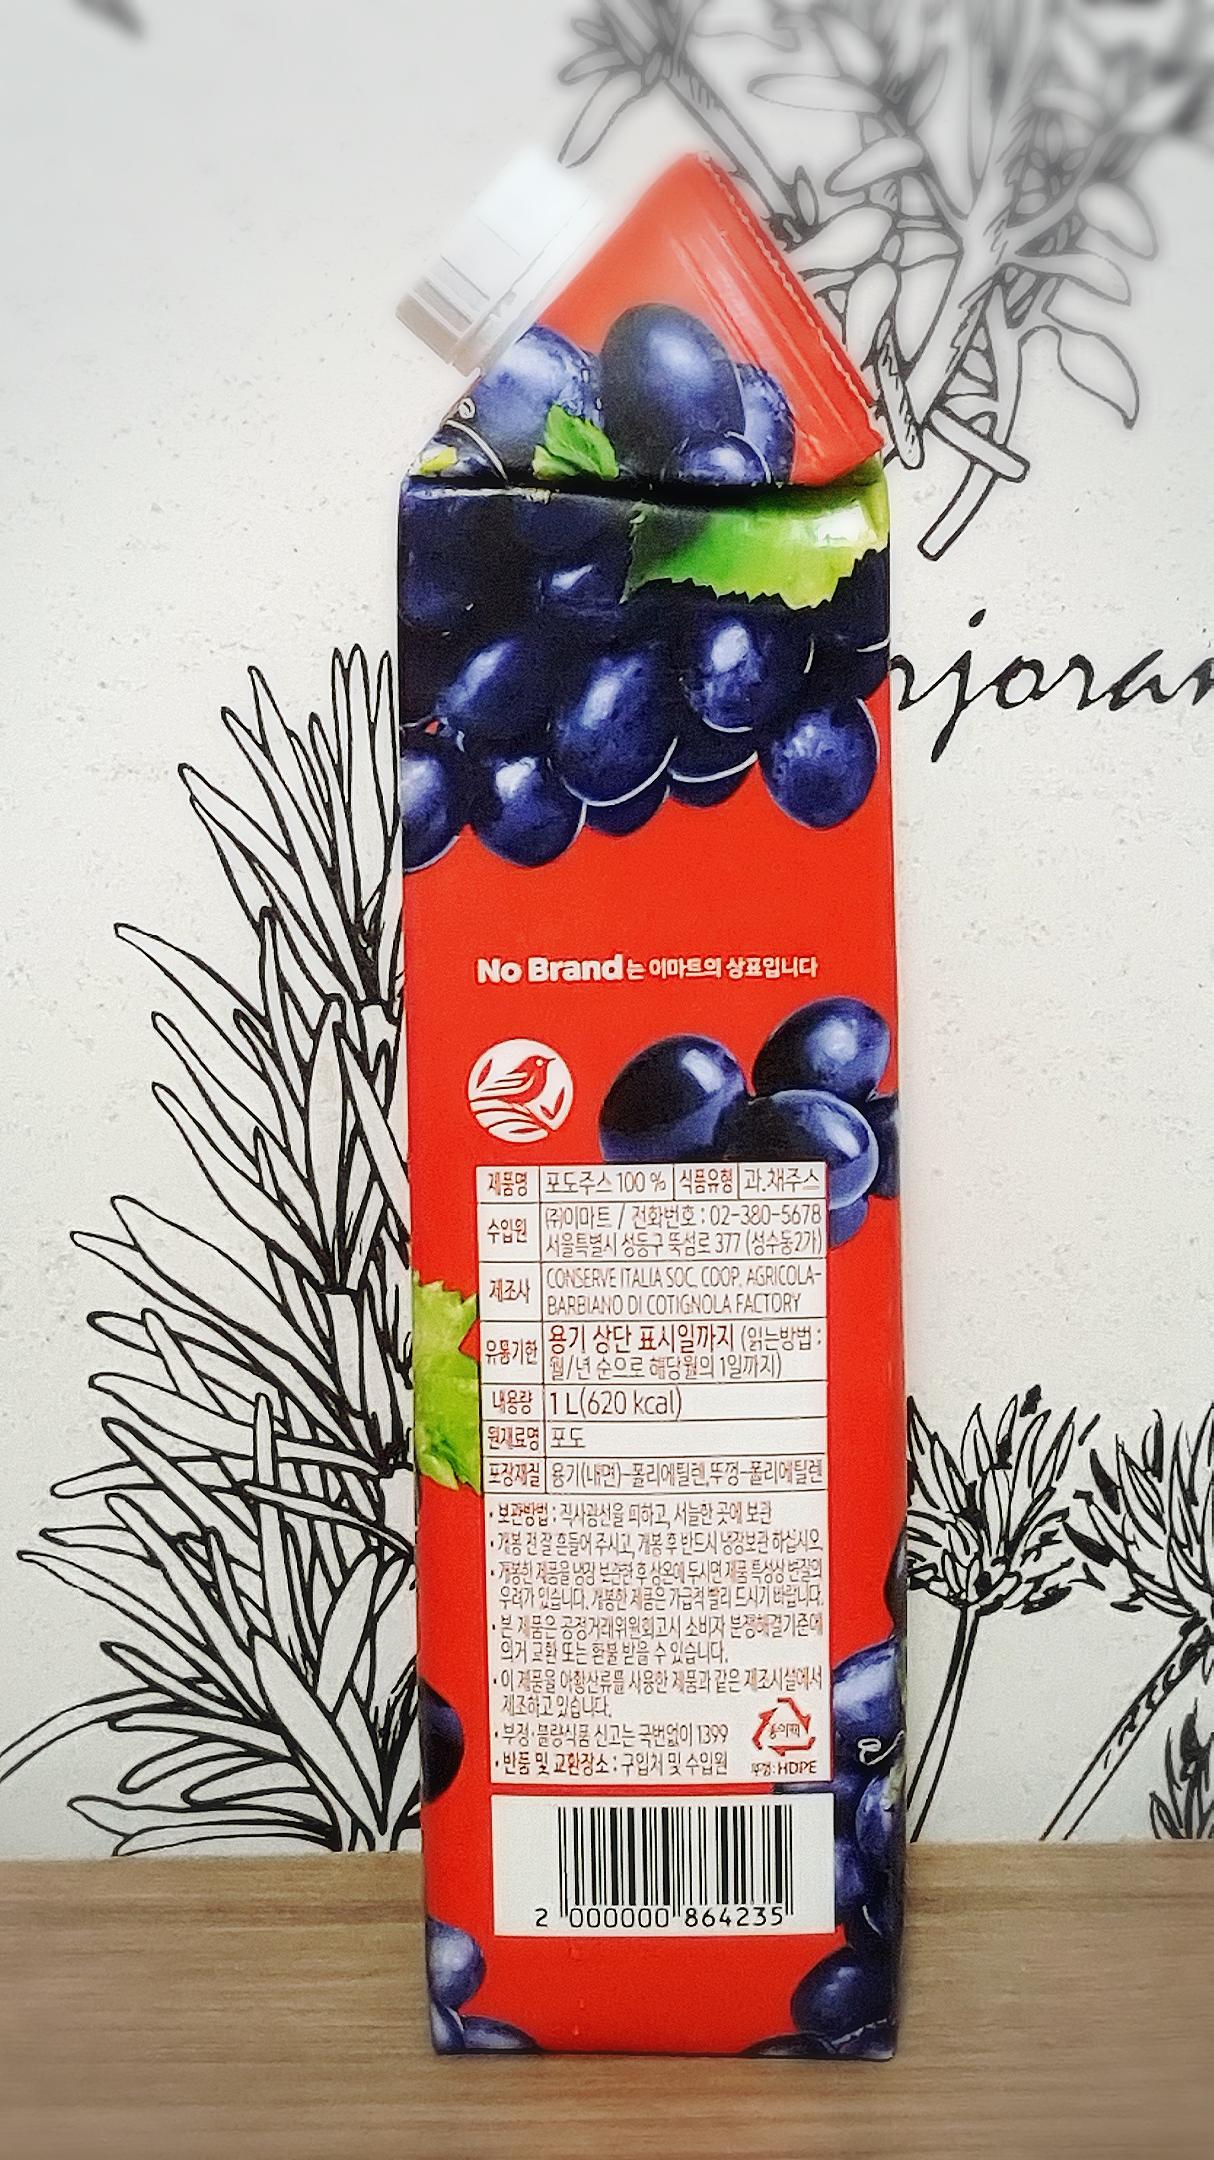 rjoran
No Brand는 이마트의 상표입니다
제품명 포도주스 100 % 식품유형 과.채주스
수입원 ㈜이마트 / 전화번호 : 02-380-5678
서울특별시 성동구 뚝섬로 377 (성수동2가)
제조사 CONSERVE ITALIA SOC. COOP. AGRICOLA-
BARBIANO DI COTIGNOLA FACTORY
유통기한 용기 상단 표시일까지 (읽는방법 :
월/년 순으로 해당월의 1일까지)
내용량 1 L(620 kcal)
원재료명 포도
포장재질 용기(내면)-폴리에틸렌,뚜껑-폴리에틸렌
• 보관방법 : 직사광선을 피하고, 서늘한 곳에 보관
• 개봉 전 잘 흔들어 주시고, 개봉 후 반드시 냉장보관 하십시오.
• 개봉한 제품을 냉장 보관한 후 상온에 두시면 제품 특성상 변질의
우려가 있습니다. 개봉한 제품은 가급적 빨리 드시기 바랍니다.
• 본 제품은 공정거래위원회고시 소비자 분쟁해결기준에
의거 교환 또는 환불 받을 수 있습니다.
• 이 제품을 아황산류를 사용한 제품과 같은 제조시설에서
제조하고 있습니다.
• 부정·불량식품 신고는 국번없이 1399
• 반품 및 교환장소 : 구입처 및 수입원
종이팩
뚜껑: HDPE
2 000000 864235